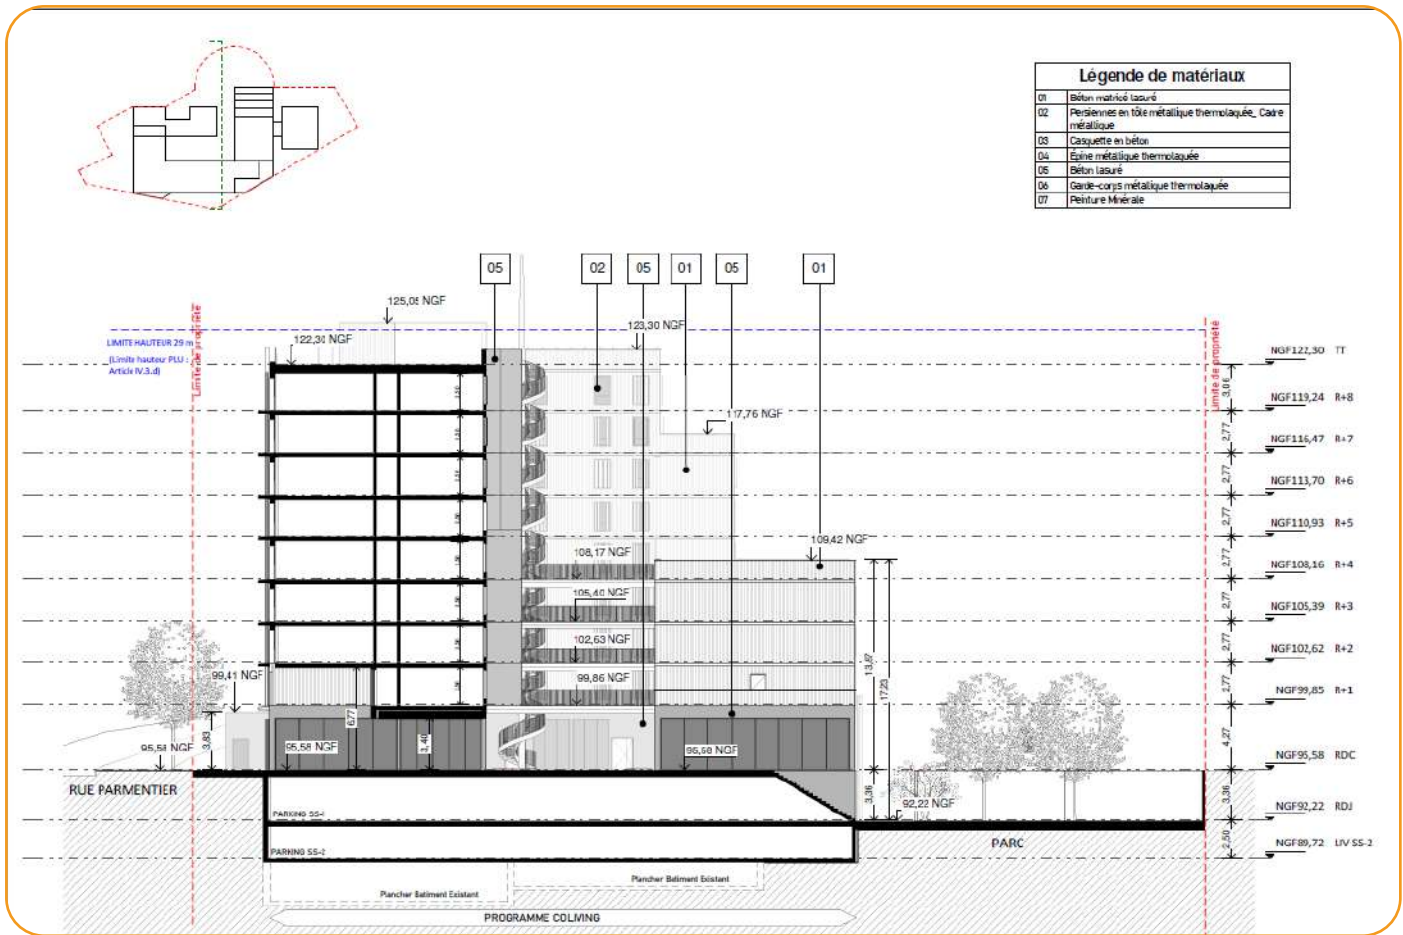 Légende de matériaux
01 Béton matricé lasuré
02 Persiennes en tôle métallique thermolaquée_ Cadre
métallique
03 Casquette en béton
04 Épine métallique thermolaquée
05 Béton lasuré
06 Garde-corps métallique thermolaquée
07 Peinture Minérale
05 02 05 01 05 01
125,05 NGF
123,30 NGF
122,30 NGF
LIMITE HAUTEUR 29 m
(Limite hauteur PLU :
Article IV.3.d)
Limite de propriété
Limite de propriété
117,76 NGF
109,42 NGF
108,17 NGF
105,40 NGF
102,63 NGF
99,86 NGF
99,41 NGF
95,58 NGF
95,58 NGF
95,58 NGF
92,22 NGF
3,83
6,77
3,40
3,36
17,23
NGF122,30 TT
3,06
NGF119,24 R+8
2,77
NGF116,47 R+7
2,77
NGF113,70 R+6
2,77
NGF110,93 R+5
2,77
NGF108,16 R+4
2,77
NGF105,39 R+3
2,77
NGF102,62 R+2
2,77
NGF99,85 R+1
4,27
NGF95,58 RDC
3,36
NGF92,22 RDJ
2,50
NGF89,72 LIV SS-2
RUE PARMENTIER
PARKING SS-1
PARKING SS-2
PARC
Plancher Batiment Existant
Plancher Batiment Existant
PROGRAMME COLIVING